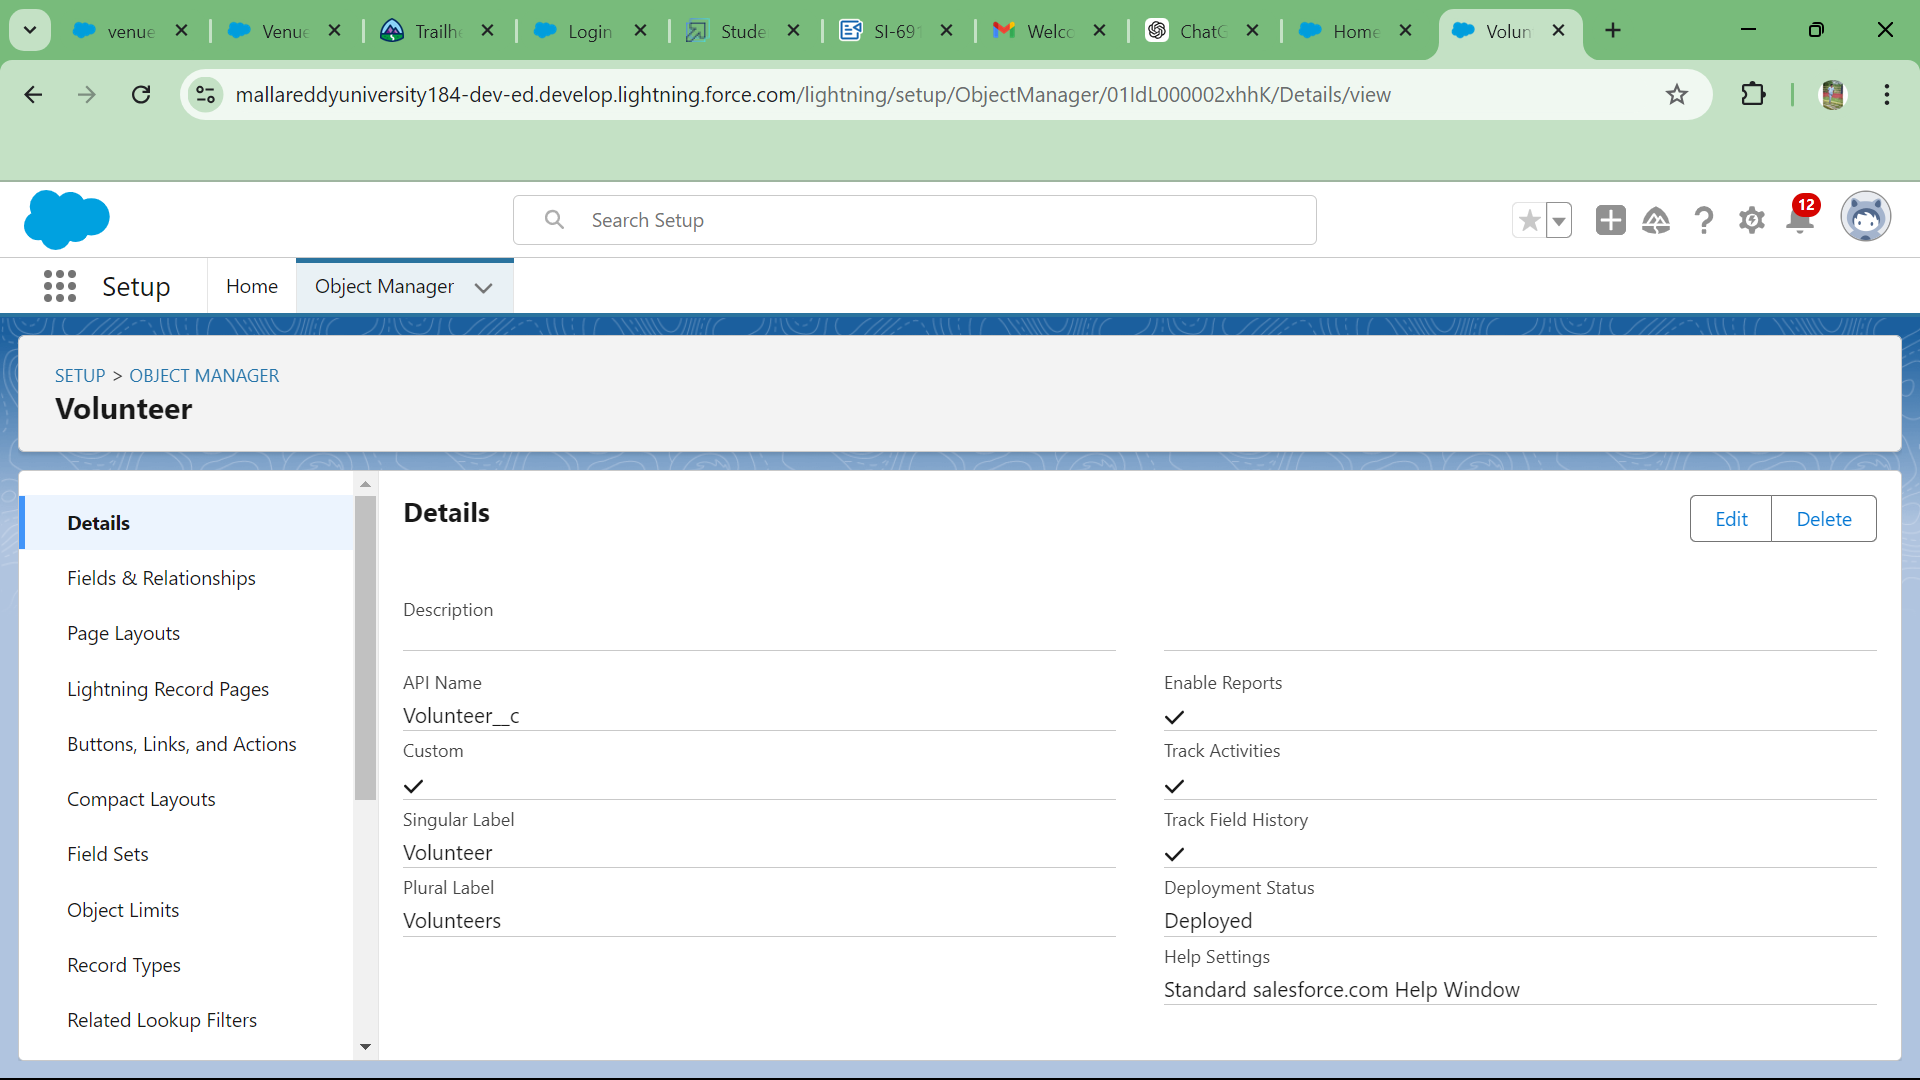 venue
Venue
Trailhe
Login
Stude
SI-691
Welco
ChatG
Home
Volun
mallareddyuniversity184-dev-ed.develop.lightning.force.com/lightning/setup/ObjectManager/01IdL000002xhhK/Details/view
Search Setup
12
Setup
Home
Object Manager
SETUP > OBJECT MANAGER
Volunteer
Details
Fields & Relationships
Page Layouts
Lightning Record Pages
Buttons, Links, and Actions
Compact Layouts
Field Sets
Object Limits
Record Types
Related Lookup Filters
Details
Edit
Delete
Description
API Name
Volunteer__c
Custom
Singular Label
Volunteer
Plural Label
Volunteers
Enable Reports
Track Activities
Track Field History
Deployment Status
Deployed
Help Settings
Standard salesforce.com Help Window